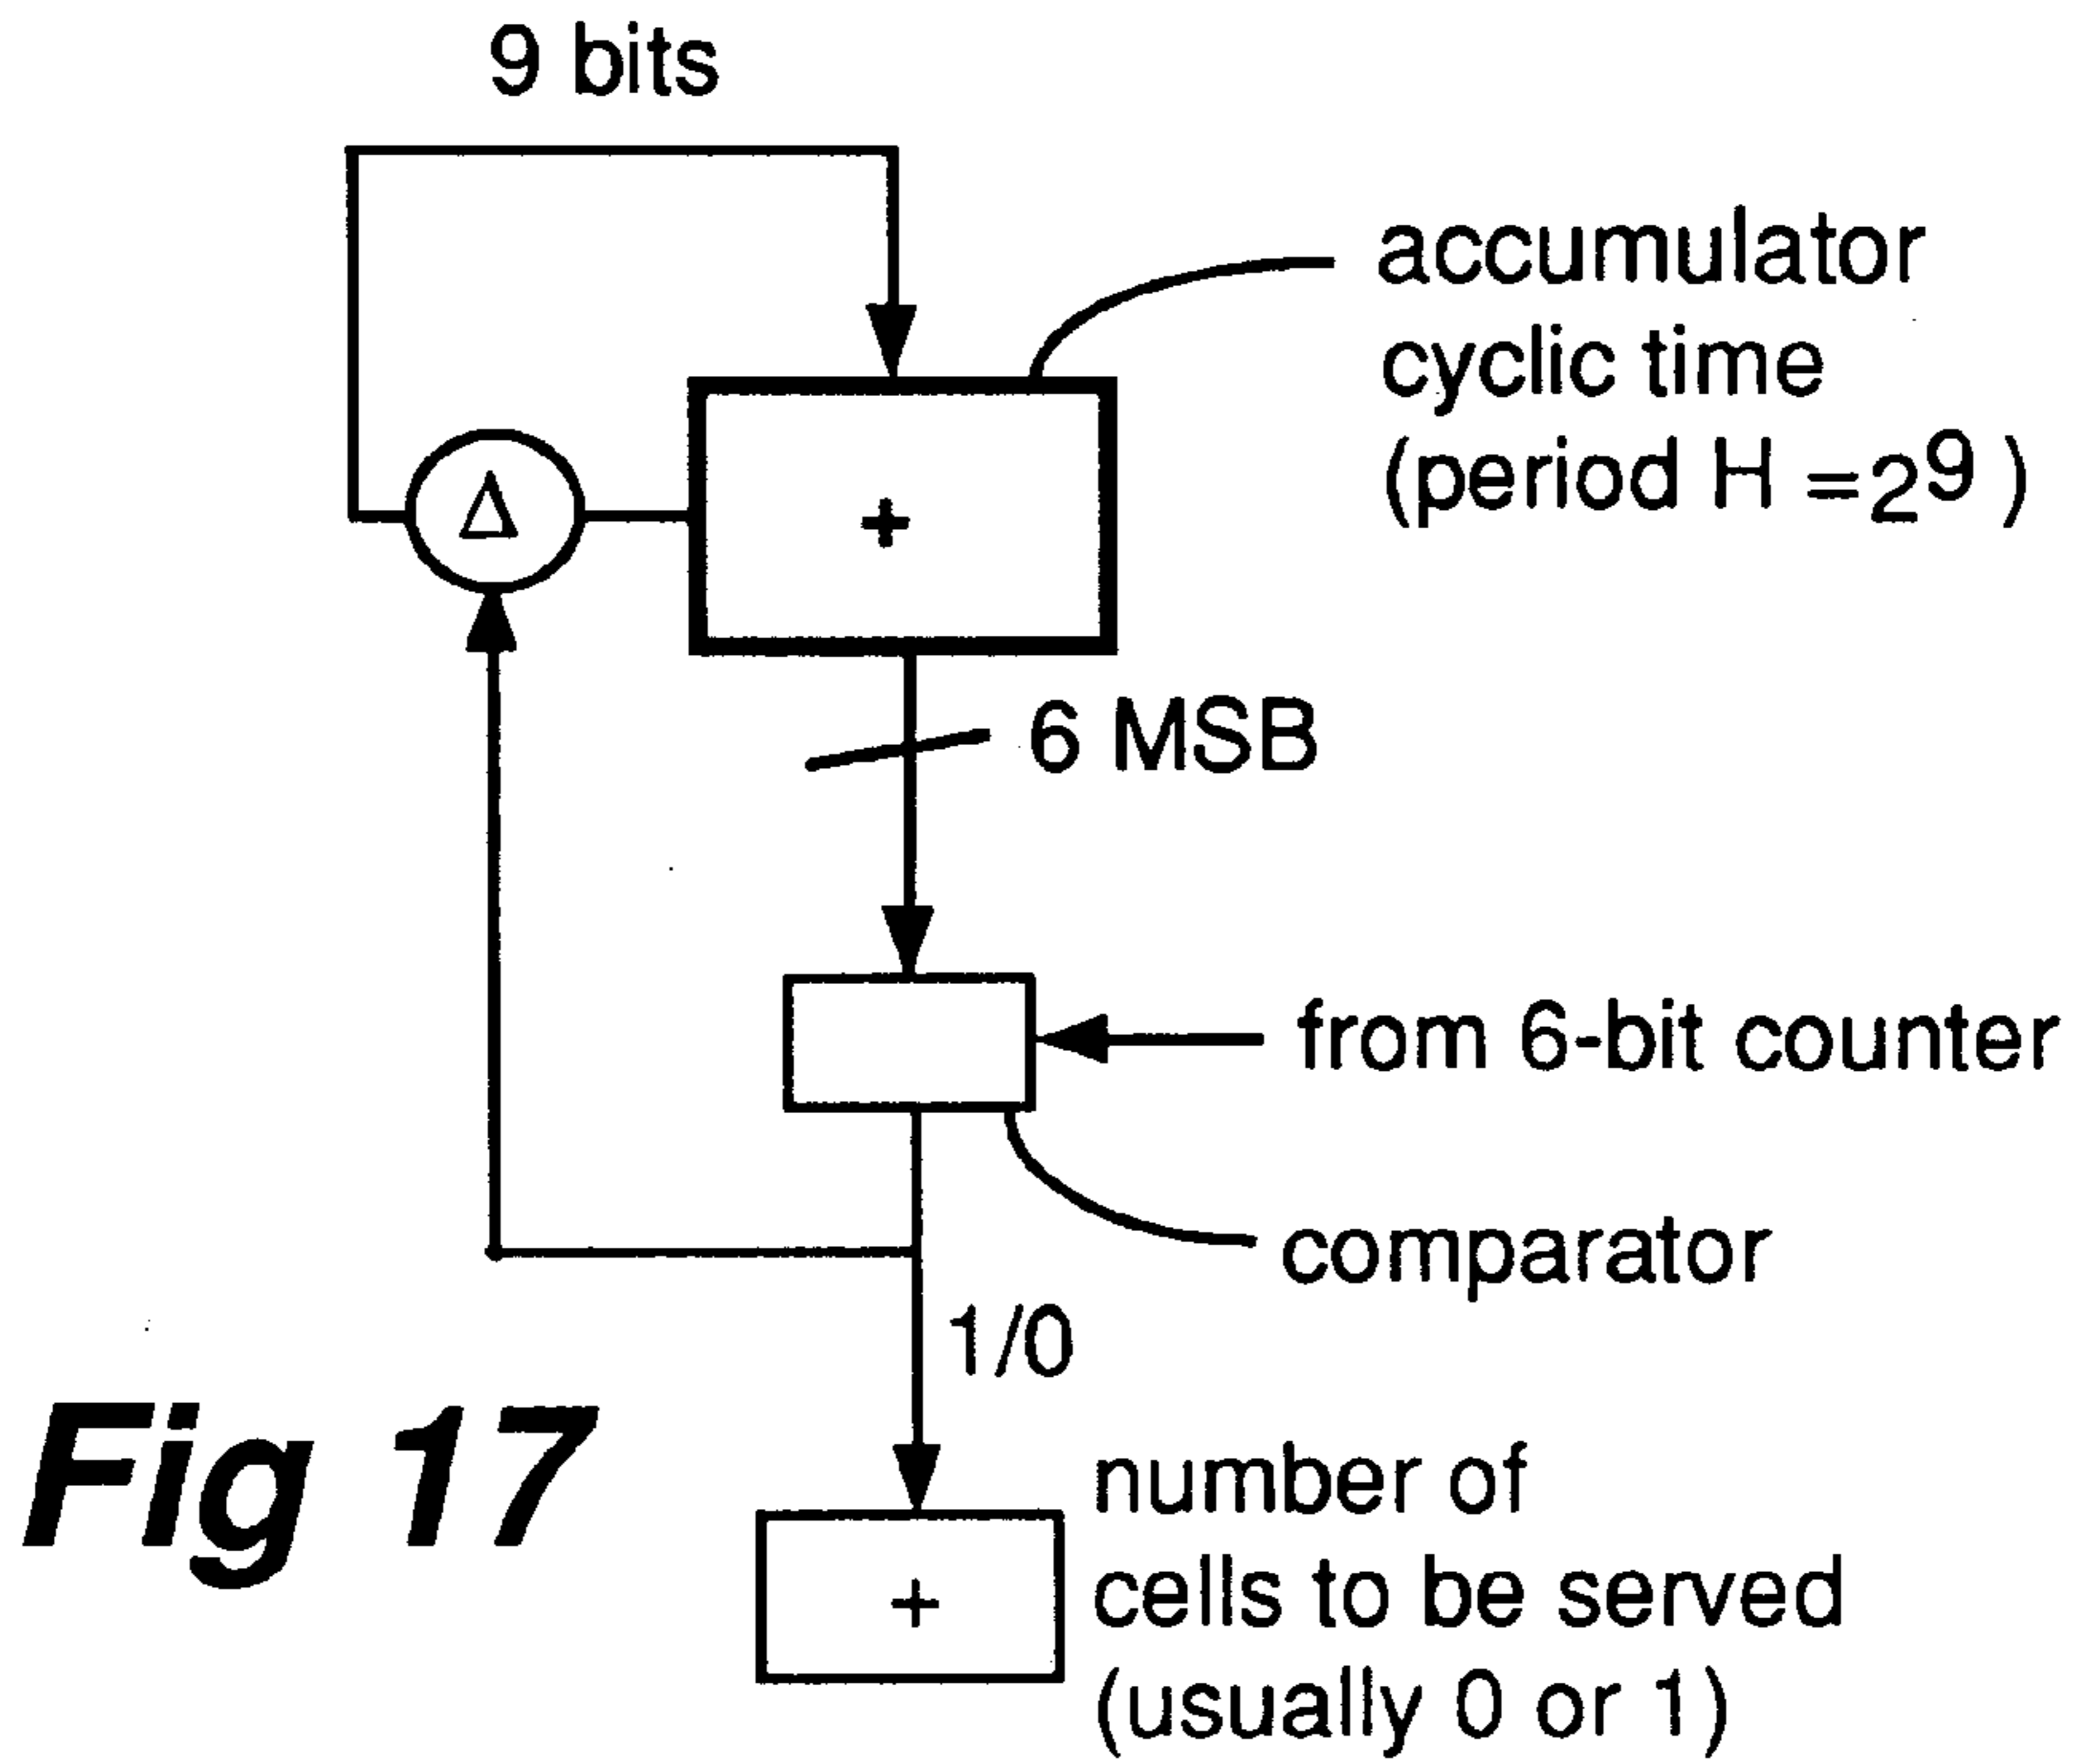 9 bits
accumulator
cyclic time
(period H =2⁹ )
Δ
+
6 MSB
from 6-bit counter
comparator
1/0
Fig 17
number of
cells to be served
(usually 0 or 1)
+